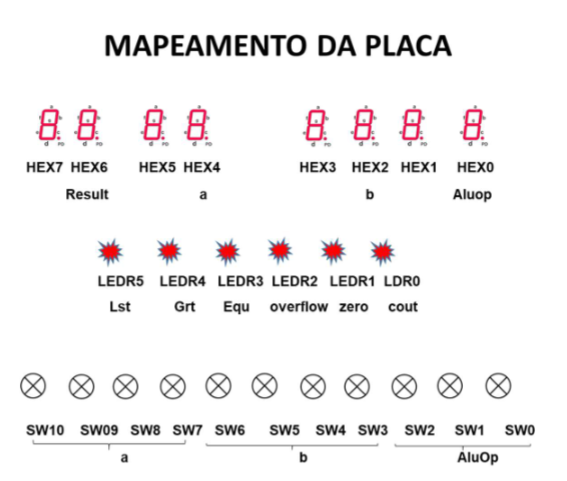 MAPEAMENTO DA PLACA
HEX7 HEX6 HEX5 HEX4 HEX3 HEX2 HEX1 HEX0
Result a b Aluop
LEDR5 LEDR4 LEDR3 LEDR2 LEDR1 LDR0
Lst Grt Equ overflow zero cout
SW10 SW09 SW8 SW7 SW6 SW5 SW4 SW3 SW2 SW1 SW0
a b AluOp